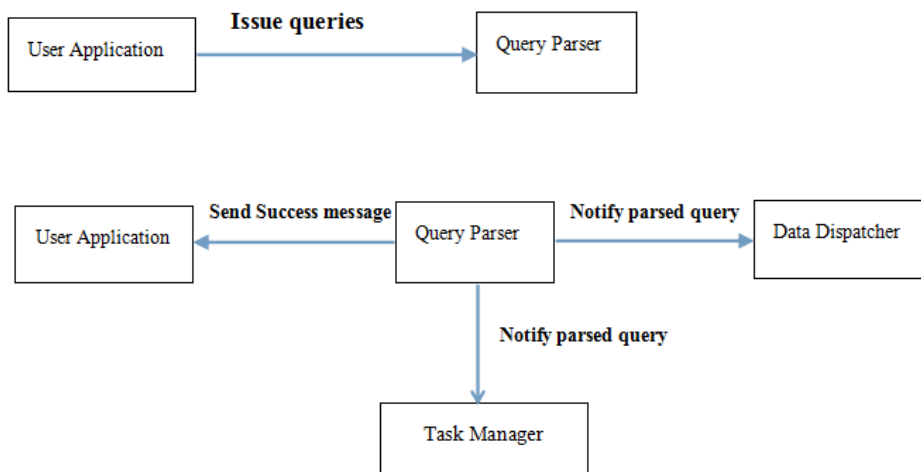 Issue queries
User Application
Query Parser
Send Success message
Notify parsed query
User Application
Query Parser
Data Dispatcher
Notify parsed query
Task Manager